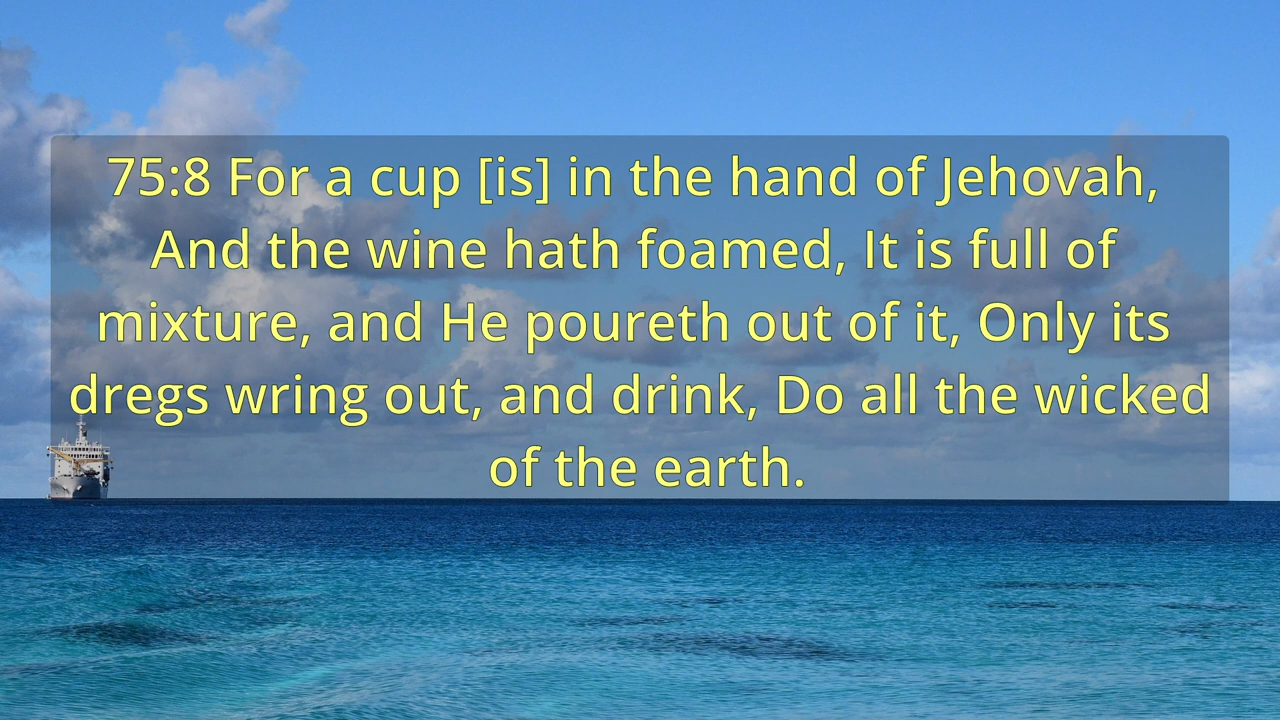 75:8 For a cup [is] in the hand of Jehovah,
And the wine hath foamed, It is full of
mixture, and He poureth out of it, Only its
dregs wring out, and drink, Do all the wicked
of the earth.